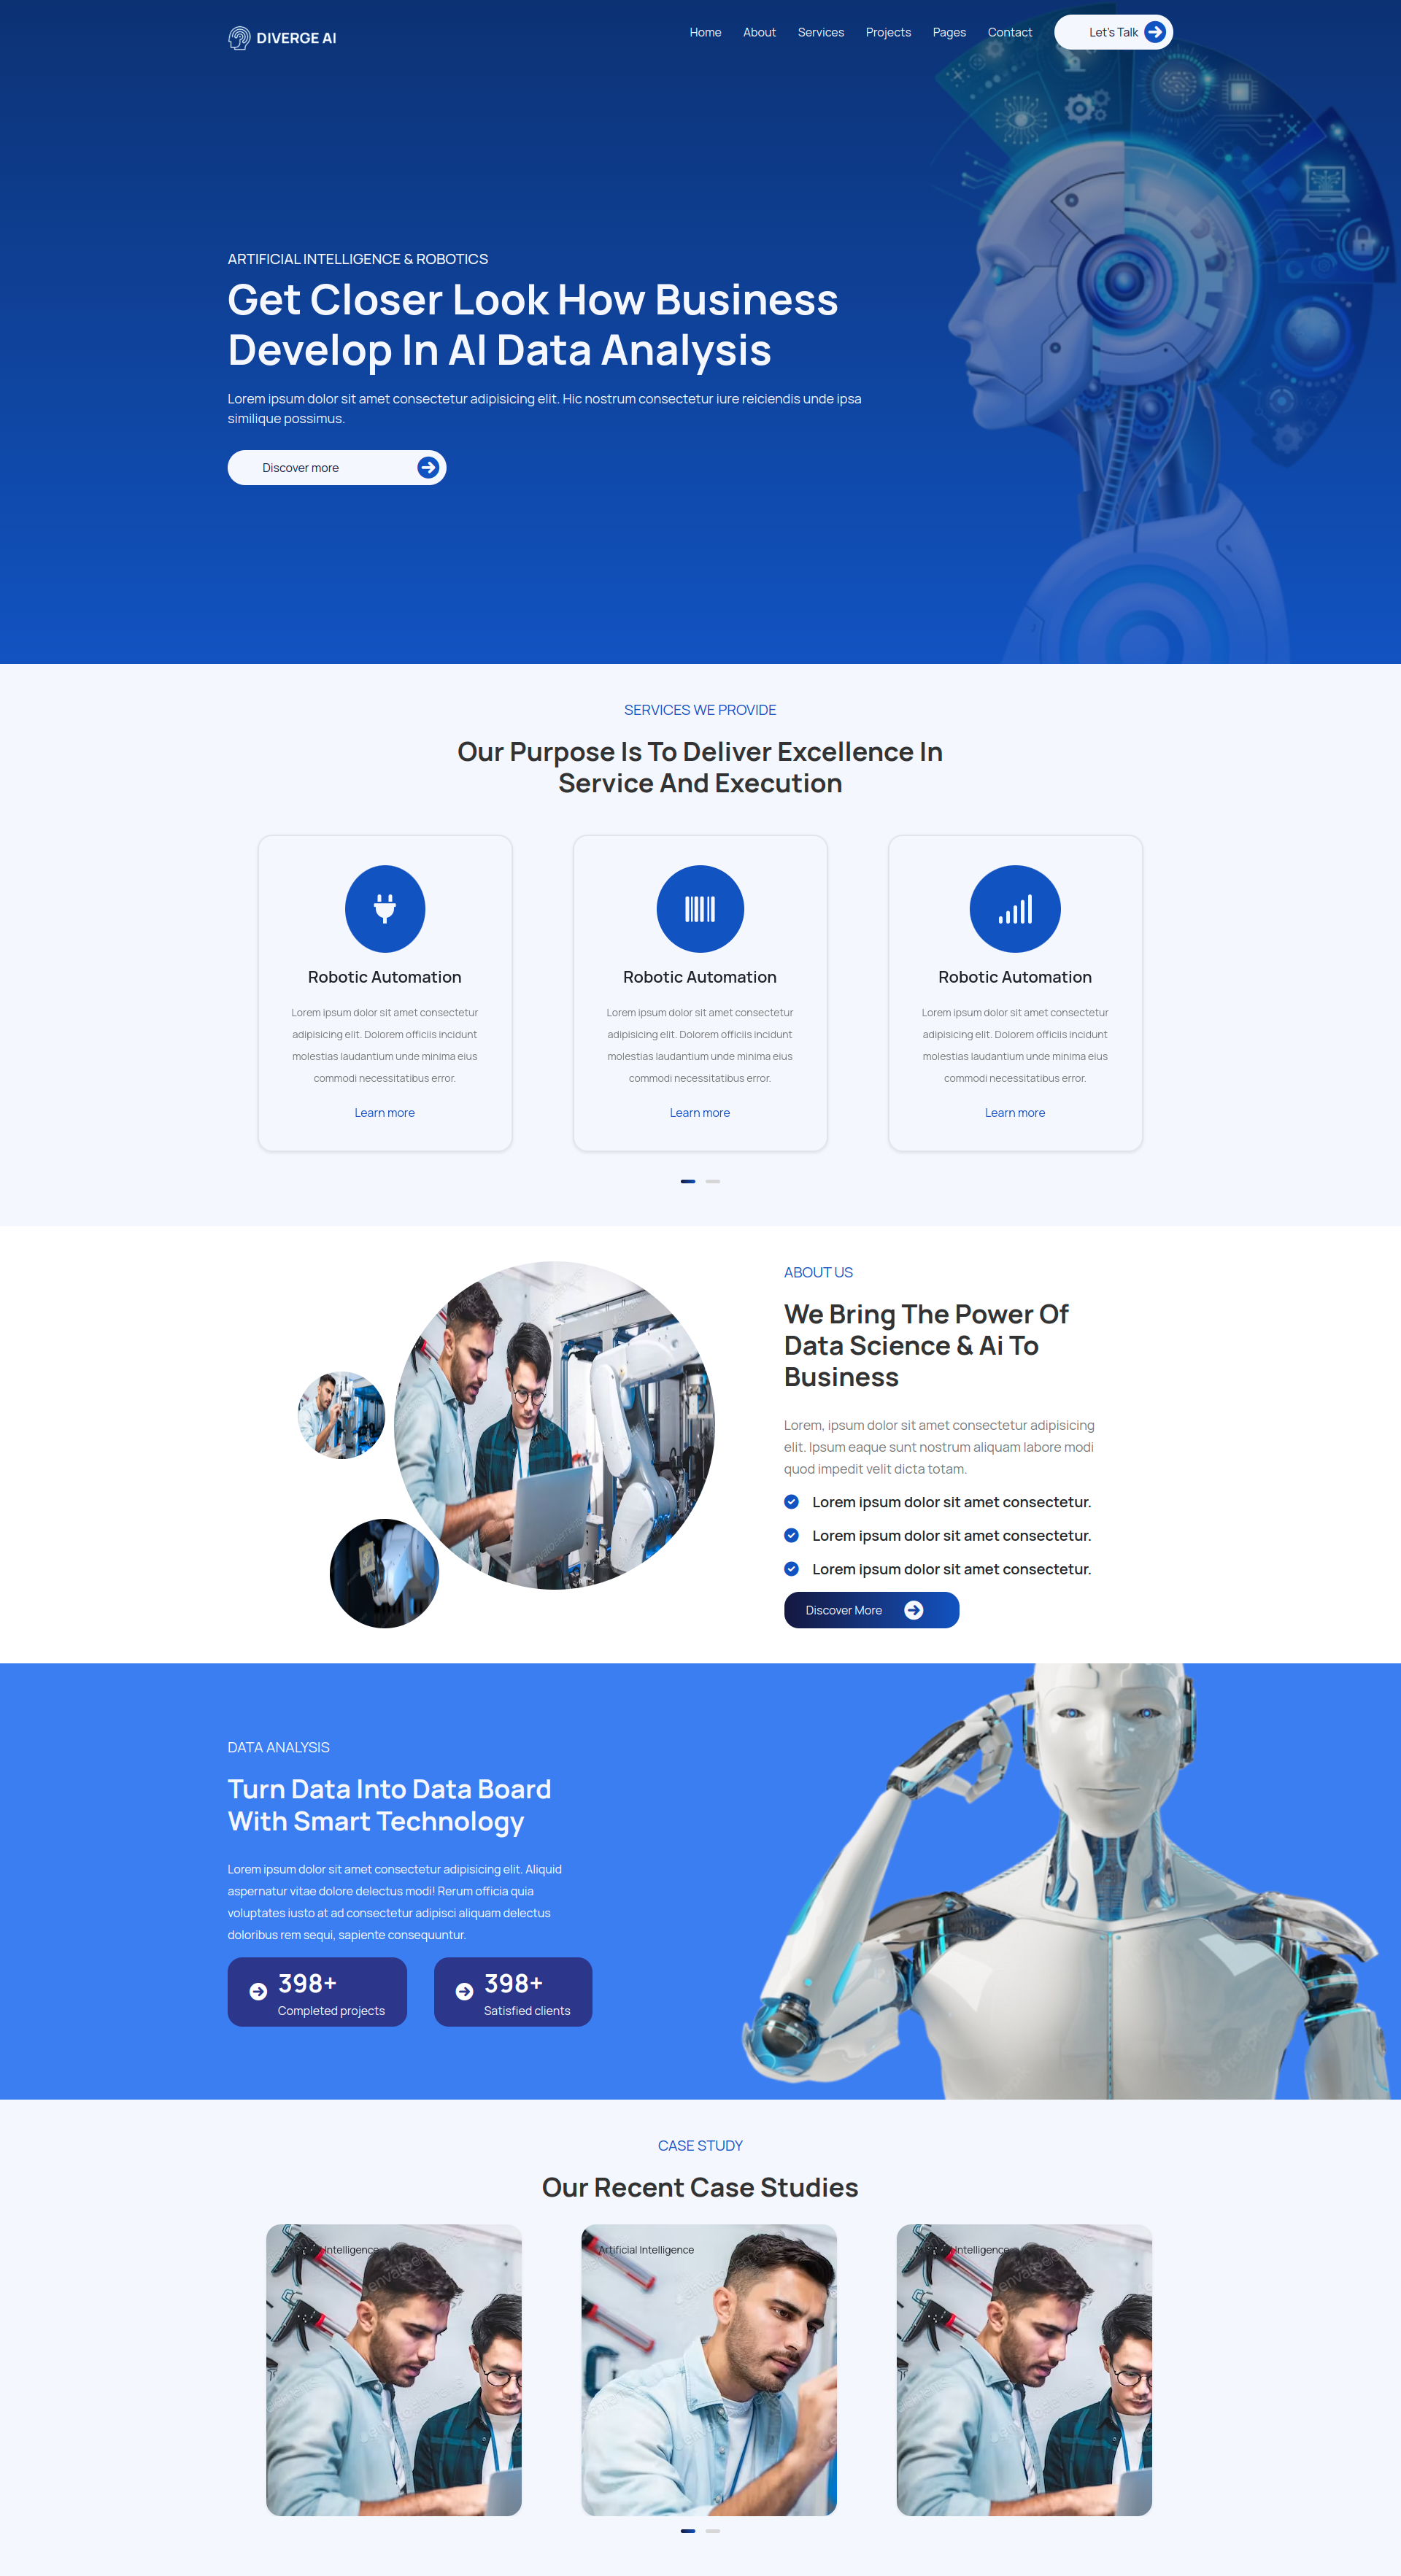 DIVERGE AI
Home About Services Projects Pages Contact Let's Talk
ARTIFICIAL INTELLIGENCE & ROBOTICS
Get Closer Look How Business
Develop In AI Data Analysis
Lorem ipsum dolor sit amet consectetur adipisicing elit. Hic nostrum consectetur iure reiciendis unde ipsa
similique possimus.
Discover more
SERVICES WE PROVIDE
Our Purpose Is To Deliver Excellence In
Service And Execution
Robotic Automation
Lorem ipsum dolor sit amet consectetur
adipisicing elit. Dolorem officiis incidunt
molestias laudantium unde minima eius
commodi necessitatibus error.
Learn more
Robotic Automation
Lorem ipsum dolor sit amet consectetur
adipisicing elit. Dolorem officiis incidunt
molestias laudantium unde minima eius
commodi necessitatibus error.
Learn more
Robotic Automation
Lorem ipsum dolor sit amet consectetur
adipisicing elit. Dolorem officiis incidunt
molestias laudantium unde minima eius
commodi necessitatibus error.
Learn more
ABOUT US
We Bring The Power Of
Data Science & Ai To
Business
Lorem, ipsum dolor sit amet consectetur adipisicing
elit. Ipsum eaque sunt nostrum aliquam labore modi
quod impedit velit dicta totam.
Lorem ipsum dolor sit amet consectetur.
Lorem ipsum dolor sit amet consectetur.
Lorem ipsum dolor sit amet consectetur.
Discover More
DATA ANALYSIS
Turn Data Into Data Board
With Smart Technology
Lorem ipsum dolor sit amet consectetur adipisicing elit. Aliquid
aspernatur vitae dolore delectus modi! Rerum officia quia
voluptates iusto at ad consectetur adipisci aliquam delectus
doloribus rem sequi, sapiente consequuntur.
398+
Completed projects
398+
Satisfied clients
CASE STUDY
Our Recent Case Studies
Intelligence
Artificial Intelligence
Intelligence